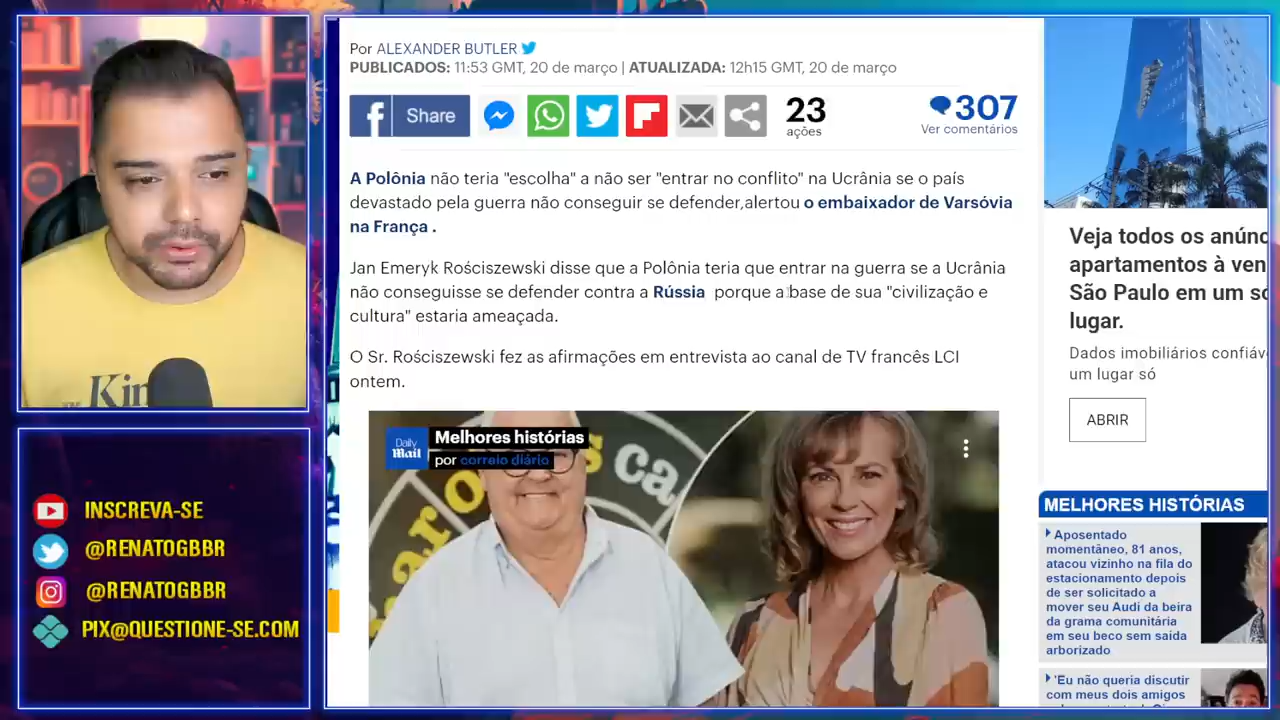 Por ALEXANDER BUTLER
PUBLICADOS: 11:53 GMT, 20 de março | ATUALIZADA: 12h15 GMT, 20 de março
Share
23
ações
307
Ver comentários
A Polônia não teria "escolha" a não ser "entrar no conflito" na Ucrânia se o país
devastado pela guerra não conseguir se defender,alertou o embaixador de Varsóvia
na França .
Jan Emeryk Rościszewski disse que a Polônia teria que entrar na guerra se a Ucrânia
não conseguisse se defender contra a Rússia porque a base de sua "civilização e
cultura" estaria ameaçada.
O Sr. Rościszewski fez as afirmações em entrevista ao canal de TV francês LCI
ontem.
Daily
Mail
Melhores histórias
por correio diário
ca
Kin
INSCREVA-SE
@RENATOGBBR
@RENATOGBBR
PIX@QUESTIONE-SE.COM
Veja todos os anúnc
apartamentos à ven
São Paulo em um so
lugar.
Dados imobiliários confiáv
um lugar só
ABRIR
MELHORES HISTÓRIAS
Aposentado
momentâneo, 81 anos,
atacou vizinho na fila do
estacionamento depois
de ser solicitado a
mover seu Audi da beira
da grama comunitária
em seu beco sem saída
arborizado
'Eu não queria discutir
com meus dois amigos